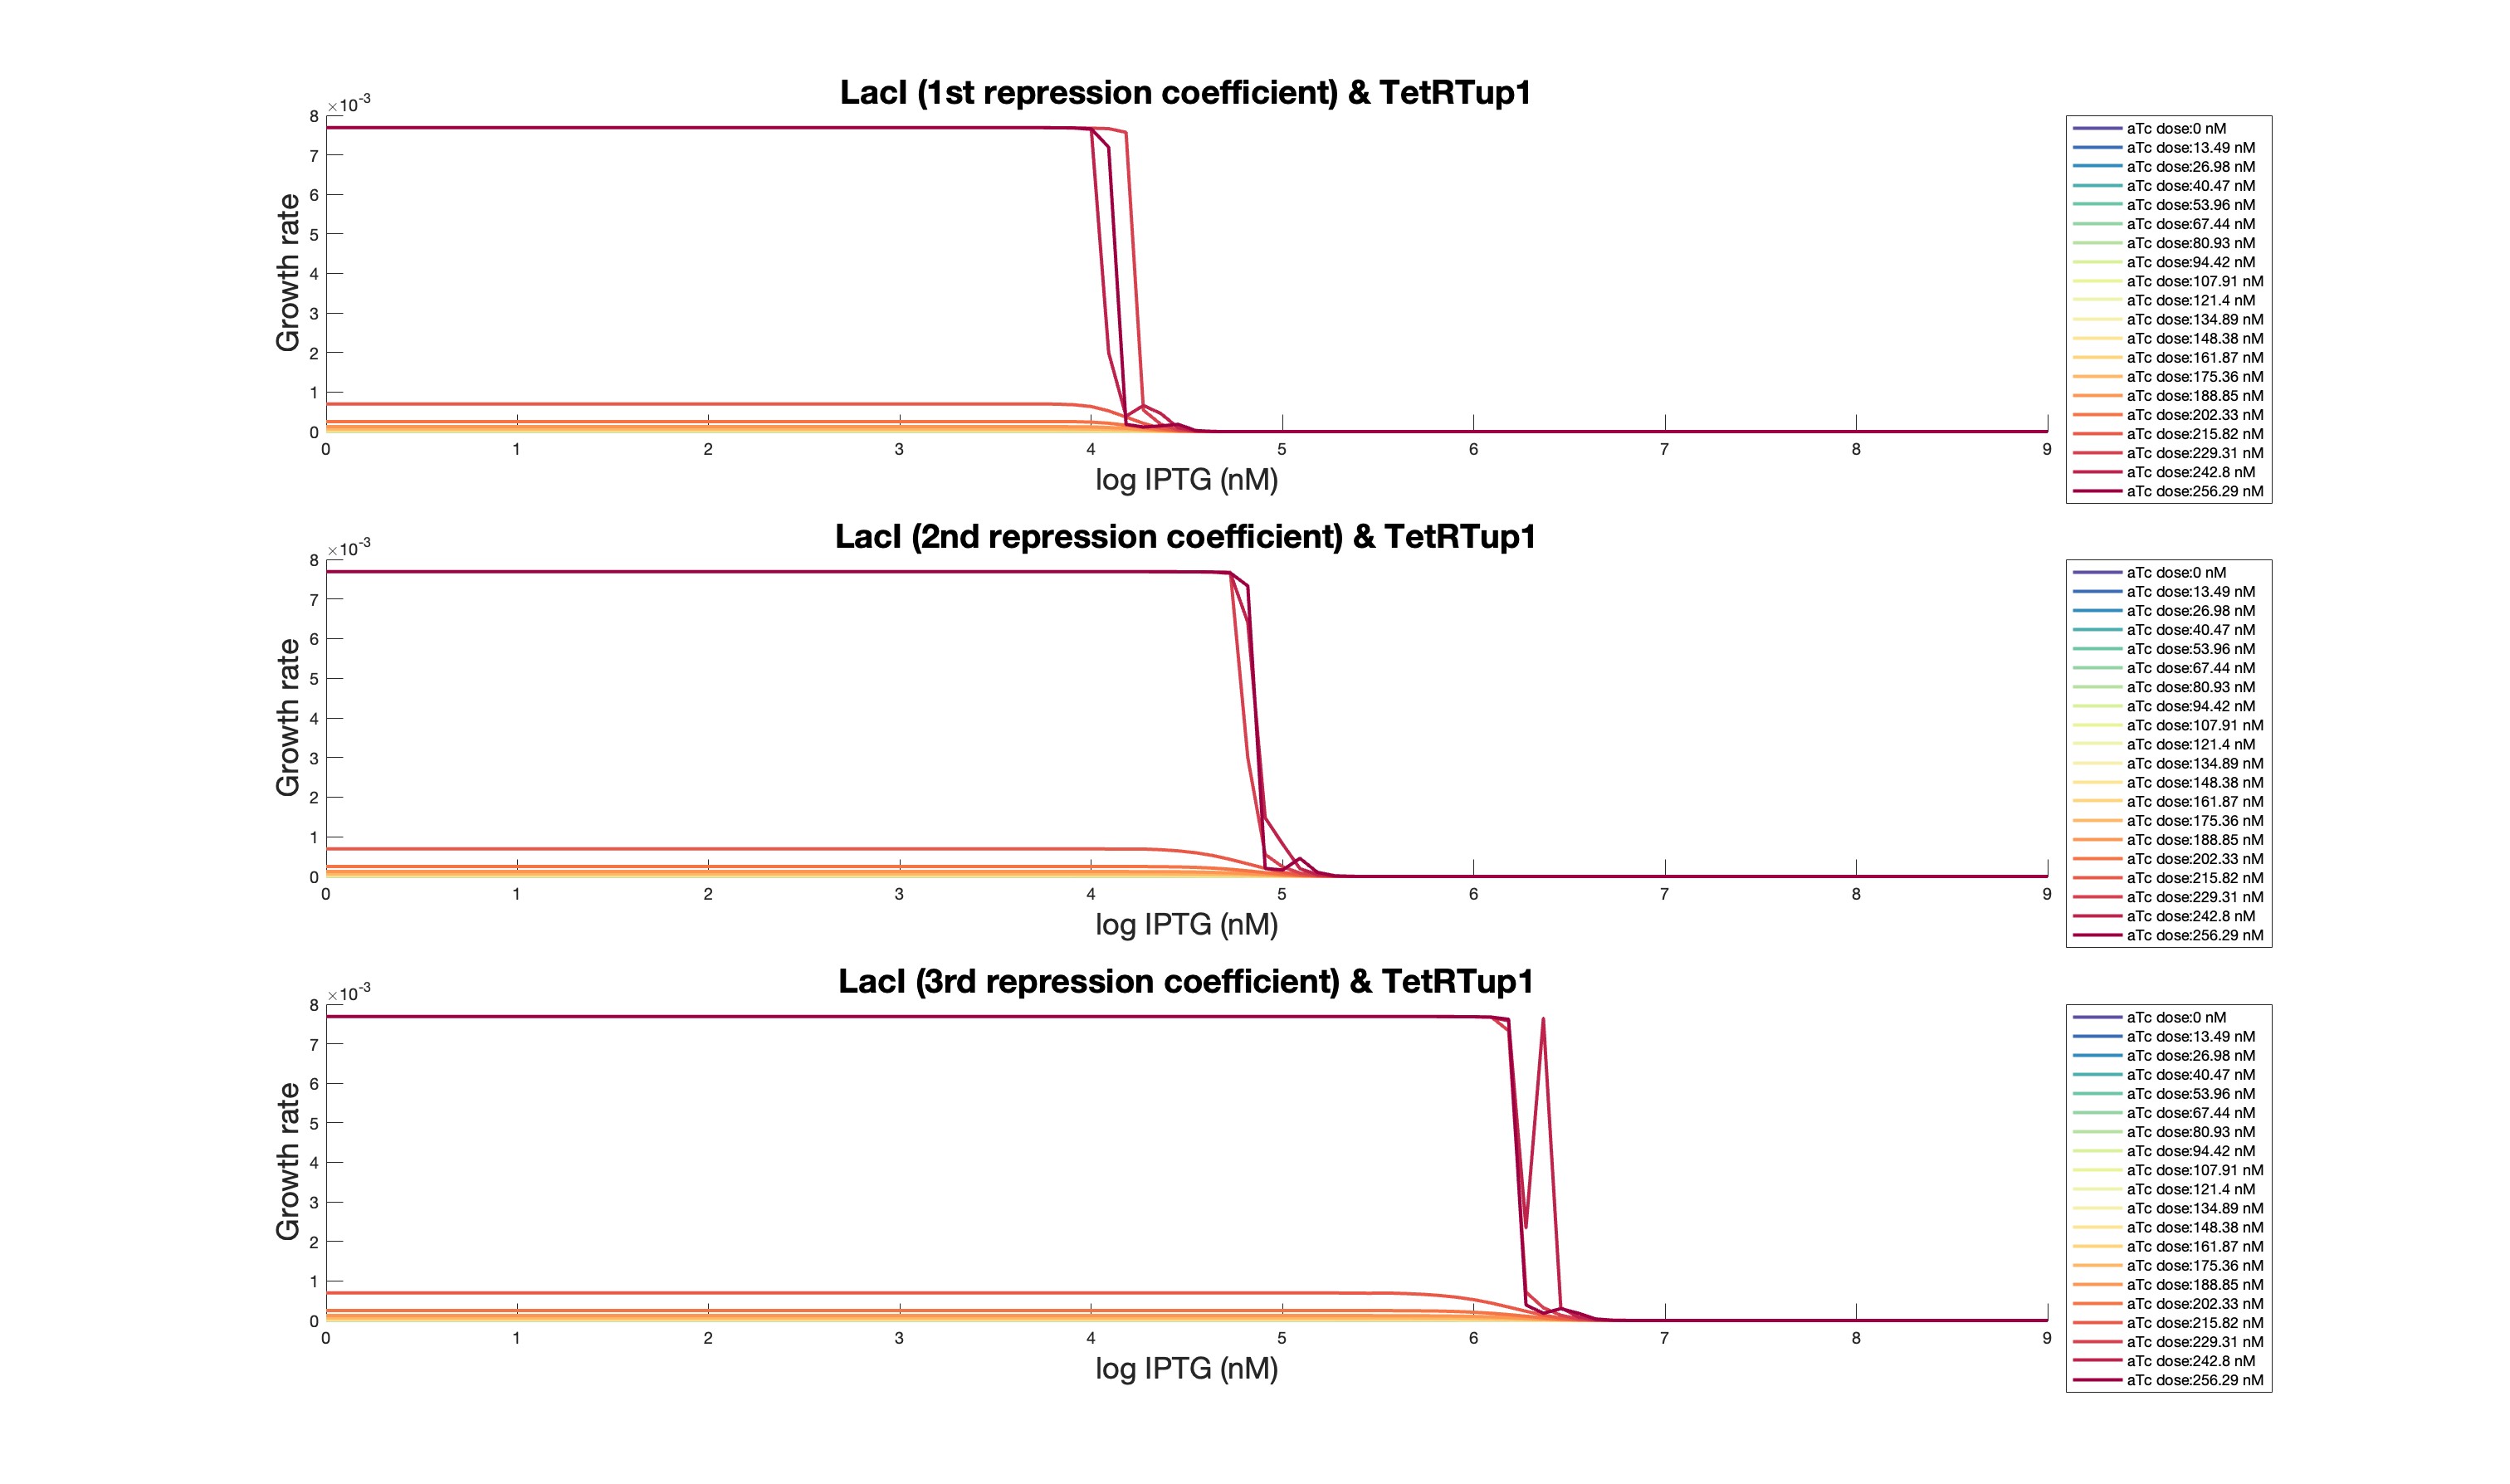 LacI (1st repression coefficient) & TetRTup1
×10-3
8
7
6
5
4
3
2
1
0
Growth rate
0 1 2 3 4 5 6 7 8 9
log IPTG (nM)
aTc dose:0 nM
aTc dose:13.49 nM
aTc dose:26.98 nM
aTc dose:40.47 nM
aTc dose:53.96 nM
aTc dose:67.44 nM
aTc dose:80.93 nM
aTc dose:94.42 nM
aTc dose:107.91 nM
aTc dose:121.4 nM
aTc dose:134.89 nM
aTc dose:148.38 nM
aTc dose:161.87 nM
aTc dose:175.36 nM
aTc dose:188.85 nM
aTc dose:202.33 nM
aTc dose:215.82 nM
aTc dose:229.31 nM
aTc dose:242.8 nM
aTc dose:256.29 nM
LacI (2nd repression coefficient) & TetRTup1
×10-3
8
7
6
5
4
3
2
1
0
Growth rate
0 1 2 3 4 5 6 7 8 9
log IPTG (nM)
aTc dose:0 nM
aTc dose:13.49 nM
aTc dose:26.98 nM
aTc dose:40.47 nM
aTc dose:53.96 nM
aTc dose:67.44 nM
aTc dose:80.93 nM
aTc dose:94.42 nM
aTc dose:107.91 nM
aTc dose:121.4 nM
aTc dose:134.89 nM
aTc dose:148.38 nM
aTc dose:161.87 nM
aTc dose:175.36 nM
aTc dose:188.85 nM
aTc dose:202.33 nM
aTc dose:215.82 nM
aTc dose:229.31 nM
aTc dose:242.8 nM
aTc dose:256.29 nM
LacI (3rd repression coefficient) & TetRTup1
×10-3
8
7
6
5
4
3
2
1
0
Growth rate
0 1 2 3 4 5 6 7 8 9
log IPTG (nM)
aTc dose:0 nM
aTc dose:13.49 nM
aTc dose:26.98 nM
aTc dose:40.47 nM
aTc dose:53.96 nM
aTc dose:67.44 nM
aTc dose:80.93 nM
aTc dose:94.42 nM
aTc dose:107.91 nM
aTc dose:121.4 nM
aTc dose:134.89 nM
aTc dose:148.38 nM
aTc dose:161.87 nM
aTc dose:175.36 nM
aTc dose:188.85 nM
aTc dose:202.33 nM
aTc dose:215.82 nM
aTc dose:229.31 nM
aTc dose:242.8 nM
aTc dose:256.29 nM